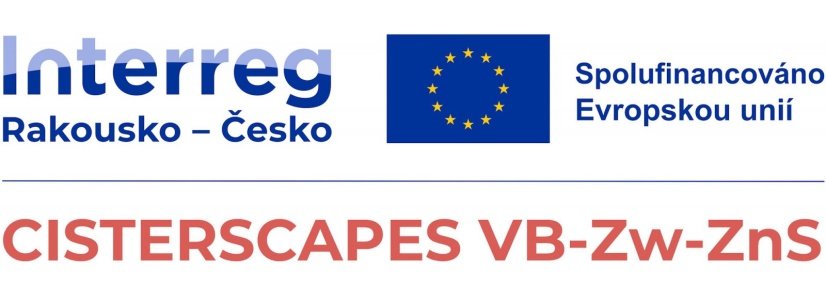 Interreg
Rakousko – Česko
Spolufinancováno
Evropskou unií
CISTERSCAPES VB-Zw-ZnS